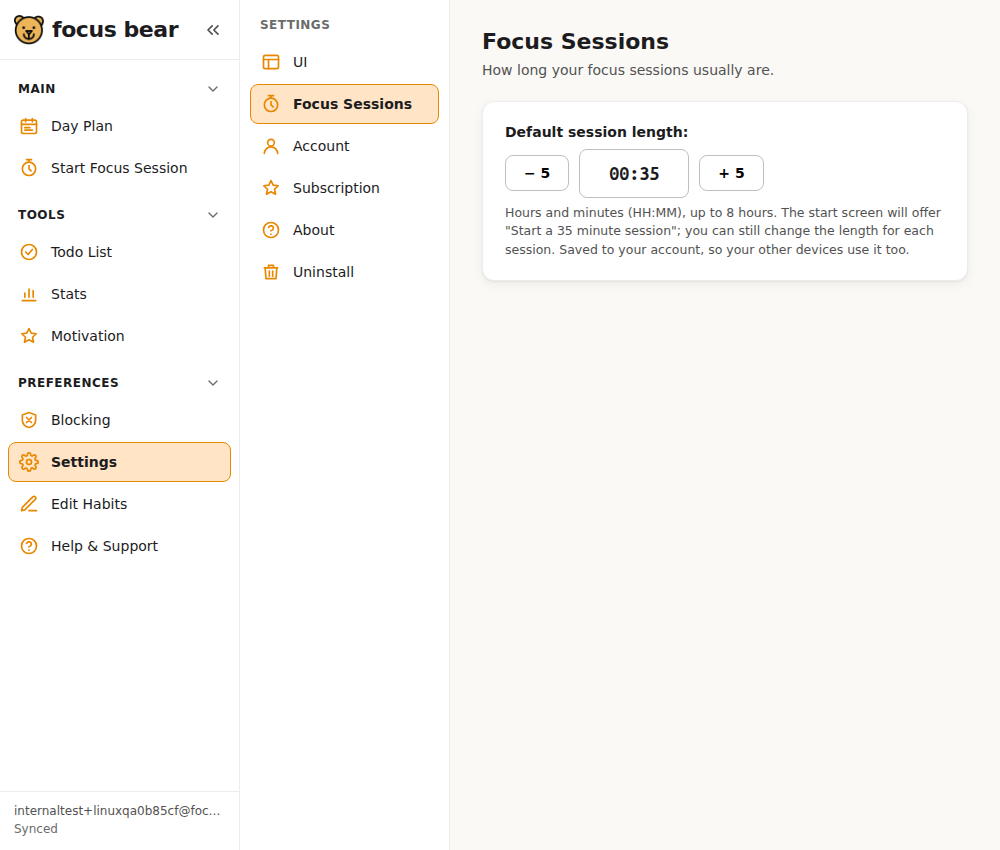 focus bear
MAIN
Day Plan
Start Focus Session
TOOLS
Todo List
Stats
Motivation
PREFERENCES
Blocking
Settings
Edit Habits
Help & Support
internaltest+linuxqa0b85cf@foc...
Synced
SETTINGS
UI
Focus Sessions
Account
Subscription
About
Uninstall
Focus Sessions
How long your focus sessions usually are.
Default session length:
− 5 00:35 + 5
Hours and minutes (HH:MM), up to 8 hours. The start screen will offer
"Start a 35 minute session"; you can still change the length for each
session. Saved to your account, so your other devices use it too.